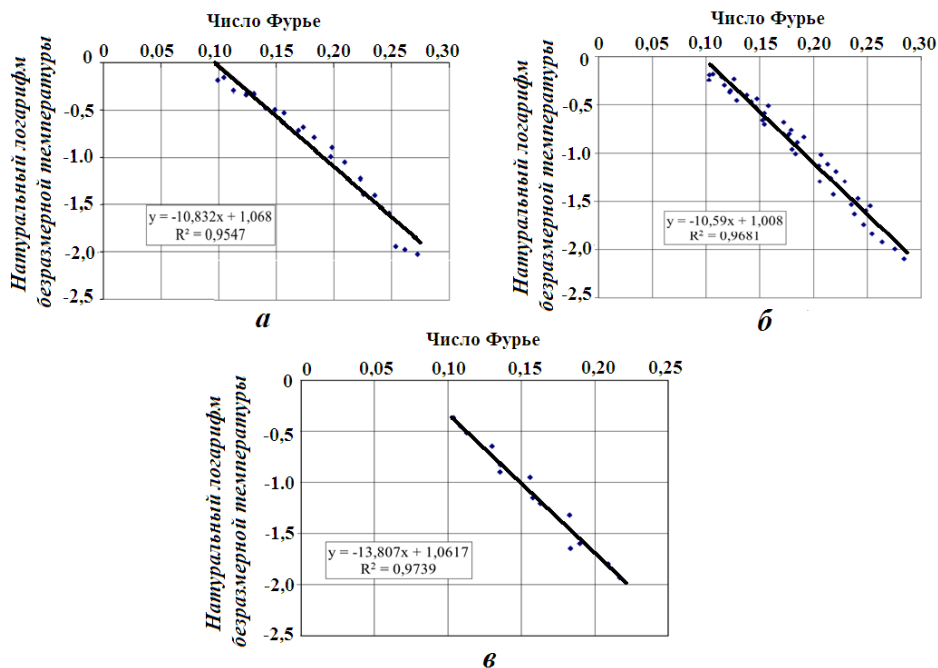 Число Фурье
0 0,05 0,10 0,15 0,20 0,25 0,30
0
-0,5
-1.0
-1.5
-2,0
-2,5
Натуральный логарифм
безразмерной температуры
y = -10,832x + 1,068
R² = 0,9547
а
Число Фурье
0 0,05 0,10 0,15 0,20 0,25 0,30
0
-0.5
-1.0
-1.5
-2.0
-2.5
Натуральный логарифм
безразмерной температуры
y = -10,59x + 1,008
R² = 0,9681
б
Число Фурье
0 0,05 0,10 0,15 0,20 0,25
0
-0,5
-1.0
-1.5
-2,0
-2,5
Натуральный логарифм
безразмерной температуры
y = -13,807x + 1,0617
R² = 0,9739
в